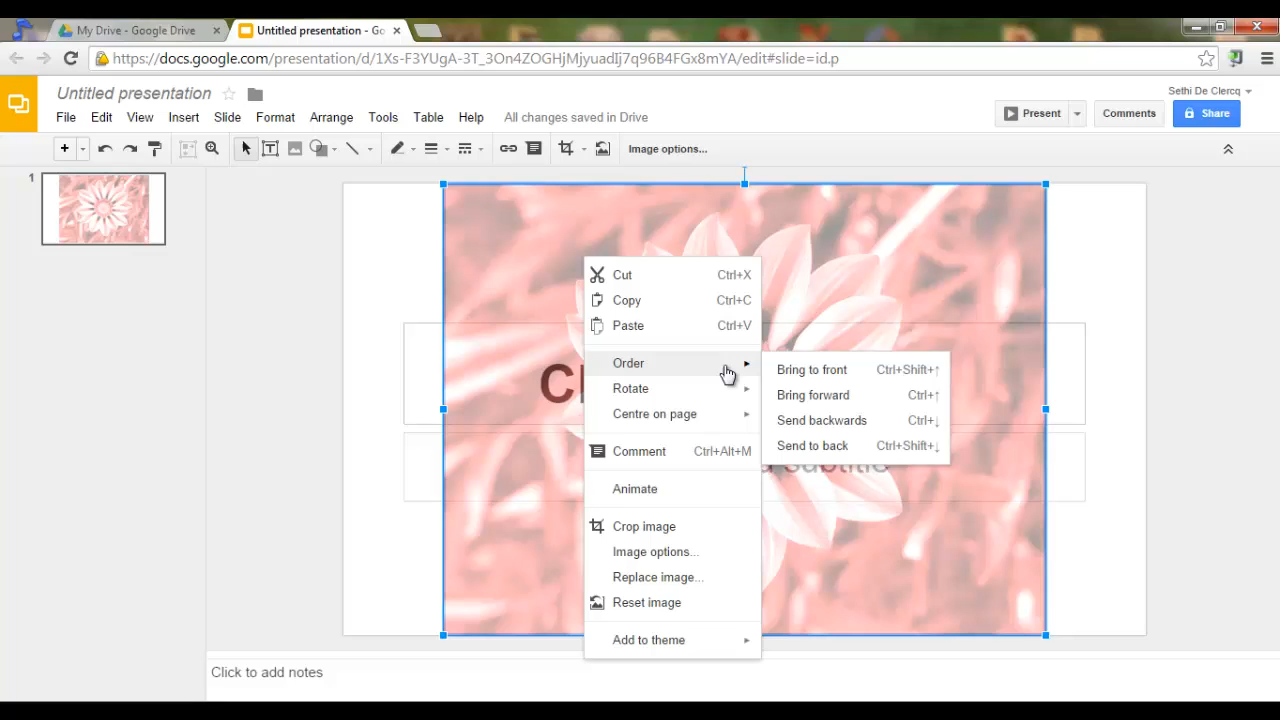 My Drive - Google Drive
Untitled presentation - Go
https://docs.google.com/presentation/d/1Xs-F3YUgA-3T_3On4ZOGHjMjyuadIj7q96B4FGx8mYA/edit#slide=id.p
Untitled presentation
Sethi De Clercq
File Edit View Insert Format Arrange Tools Table Help All changes saved in Drive
Present Comments Share
Image options...
1
Cut Ctrl+X
Copy Ctrl+C
Paste Ctrl+V
Order
Rotate
Centre on page
Comment Ctrl+Alt+M
Animate
Crop image
Image options...
Replace image...
Reset image
Add to theme
Bring to front Ctrl+Shift+↑
Bring forward Ctrl+↑
Send backwards Ctrl+↓
Send to back Ctrl+Shift+↓
Click to add notes